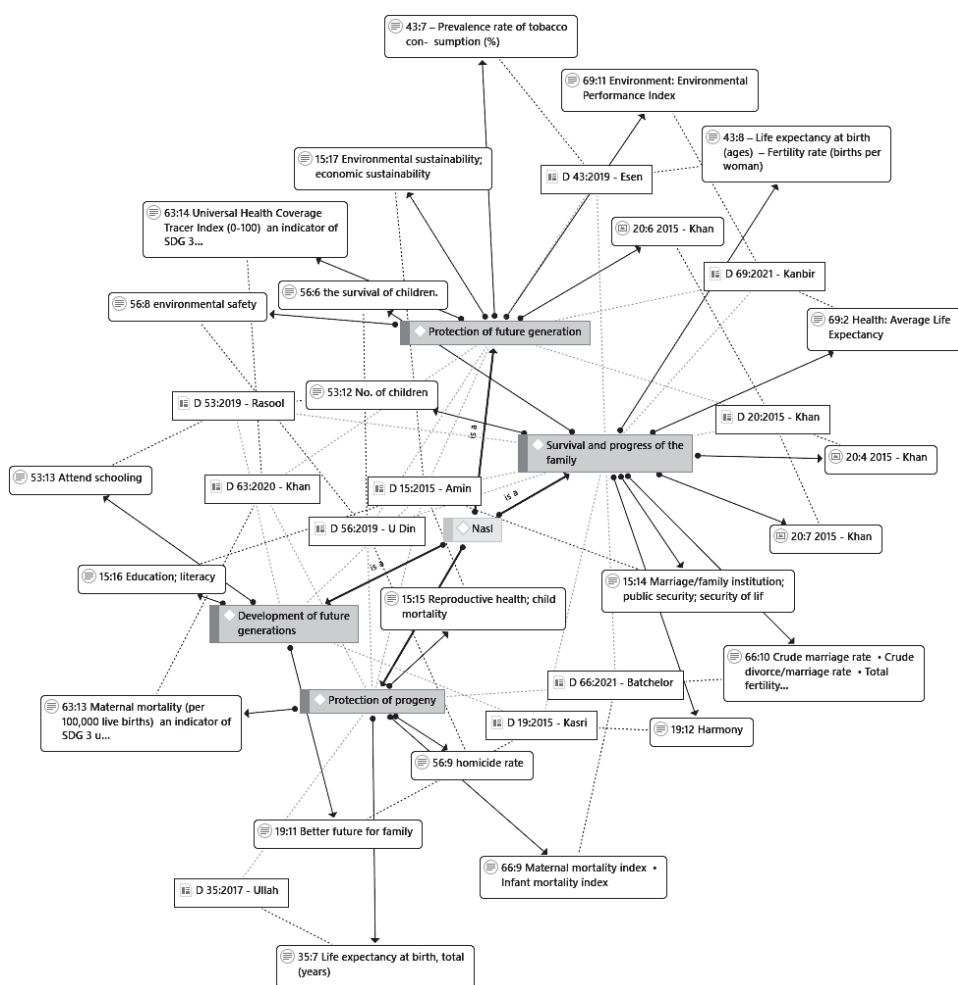 43:7 – Prevalence rate of tobacco
con- sumption (%)
69:11 Environment: Environmental
Performance Index
43:8 – Life expectancy at birth
(ages) – Fertility rate (births per
woman)
15:17 Environmental sustainability;
economic sustainability
D 43:2019 - Esen
63:14 Universal Health Coverage
Tracer Index (0-100) an indicator of
SDG 3...
20:6 2015 - Khan
D 69:2021 - Kanbir
56:6 the survival of children.
56:8 environmental safety
69:2 Health: Average Life
Expectancy
Protection of future generation
53:12 No. of children
D 53:2019 - Rasool
D 20:2015 - Khan
is a
Survival and progress of the
family
20:4 2015 - Khan
53:13 Attend schooling
D 63:2020 - Khan
D 15:2015 - Amin
is a
D 56:2019 - U Din
Nasl
20:7 2015 - Khan
is a
15:16 Education; literacy
15:14 Marriage/family institution;
public security; security of lif
15:15 Reproductive health; child
mortality
Development of future
generations
66:10 Crude marriage rate • Crude
divorce/marriage rate • Total
fertility...
D 66:2021 - Batchelor
Protection of progeny
63:13 Maternal mortality (per
100,000 live births) an indicator of
SDG 3 u...
D 19:2015 - Kasri
19:12 Harmony
56:9 homicide rate
19:11 Better future for family
66:9 Maternal mortality index •
Infant mortality index
D 35:2017 - Ullah
35:7 Life expectancy at birth, total
(years)